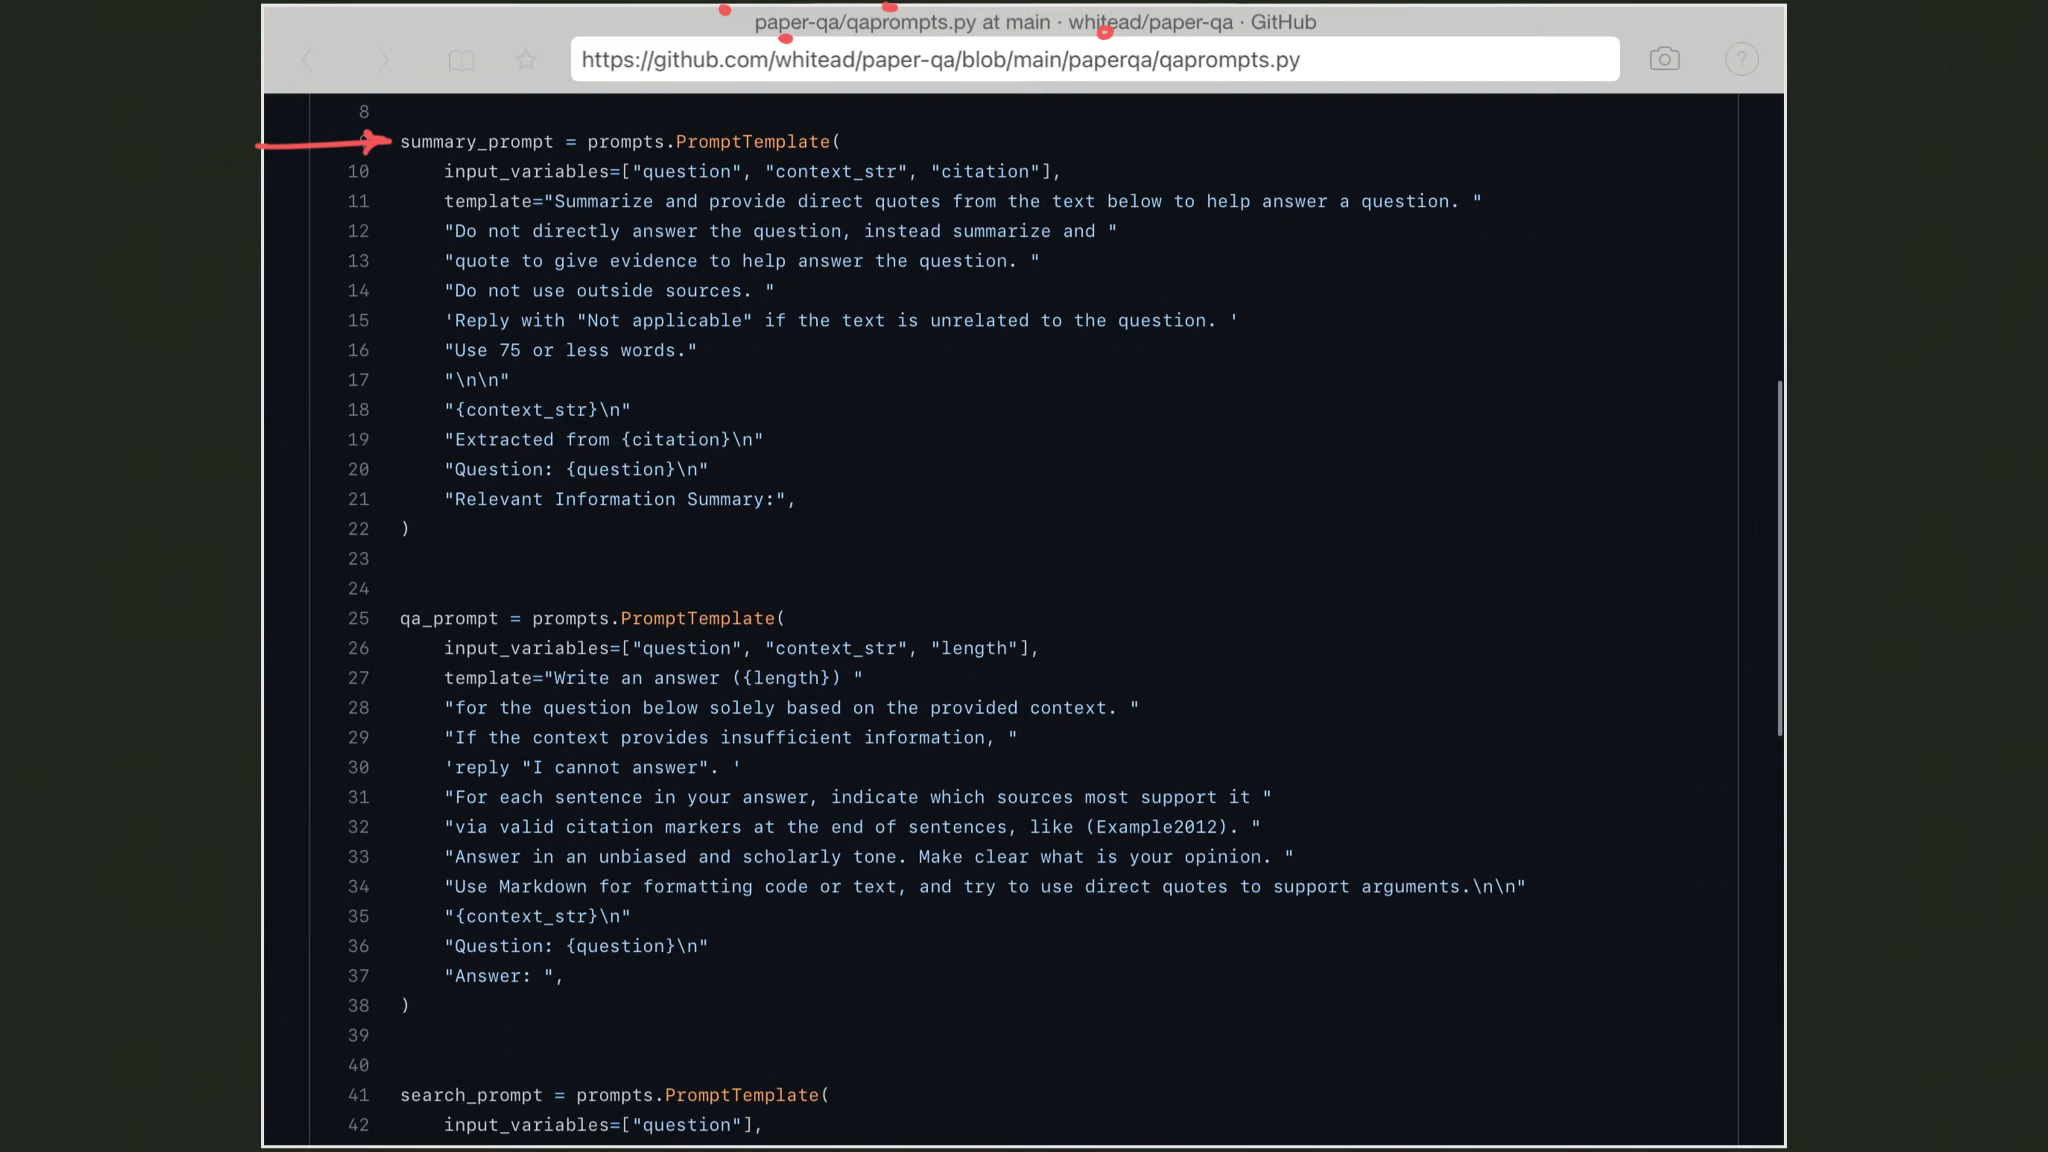 paper-qa/qaprompts.py at main · whitead/paper-qa · GitHub
https://github.com/whitead/paper-qa/blob/main/paperqa/qaprompts.py
?
8
summary_prompt = prompts.PromptTemplate(
10 input_variables=["question", "context_str", "citation"],
11 template="Summarize and provide direct quotes from the text below to help answer a question. "
12 "Do not directly answer the question, instead summarize and "
13 "quote to give evidence to help answer the question. "
14 "Do not use outside sources. "
15 'Reply with "Not applicable" if the text is unrelated to the question. '
16 "Use 75 or less words."
17 "\n\n"
18 "{context_str}\n"
19 "Extracted from {citation}\n"
20 "Question: {question}\n"
21 "Relevant Information Summary:",
22 )
23
24
25 qa_prompt = prompts.PromptTemplate(
26 input_variables=["question", "context_str", "length"],
27 template="Write an answer ({length}) "
28 "for the question below solely based on the provided context. "
29 "If the context provides insufficient information, "
30 'reply "I cannot answer". '
31 "For each sentence in your answer, indicate which sources most support it "
32 "via valid citation markers at the end of sentences, like (Example2012). "
33 "Answer in an unbiased and scholarly tone. Make clear what is your opinion. "
34 "Use Markdown for formatting code or text, and try to use direct quotes to support arguments.\n\n"
35 "{context_str}\n"
36 "Question: {question}\n"
37 "Answer: ",
38 )
39
40
41 search_prompt = prompts.PromptTemplate(
42 input_variables=["question"],